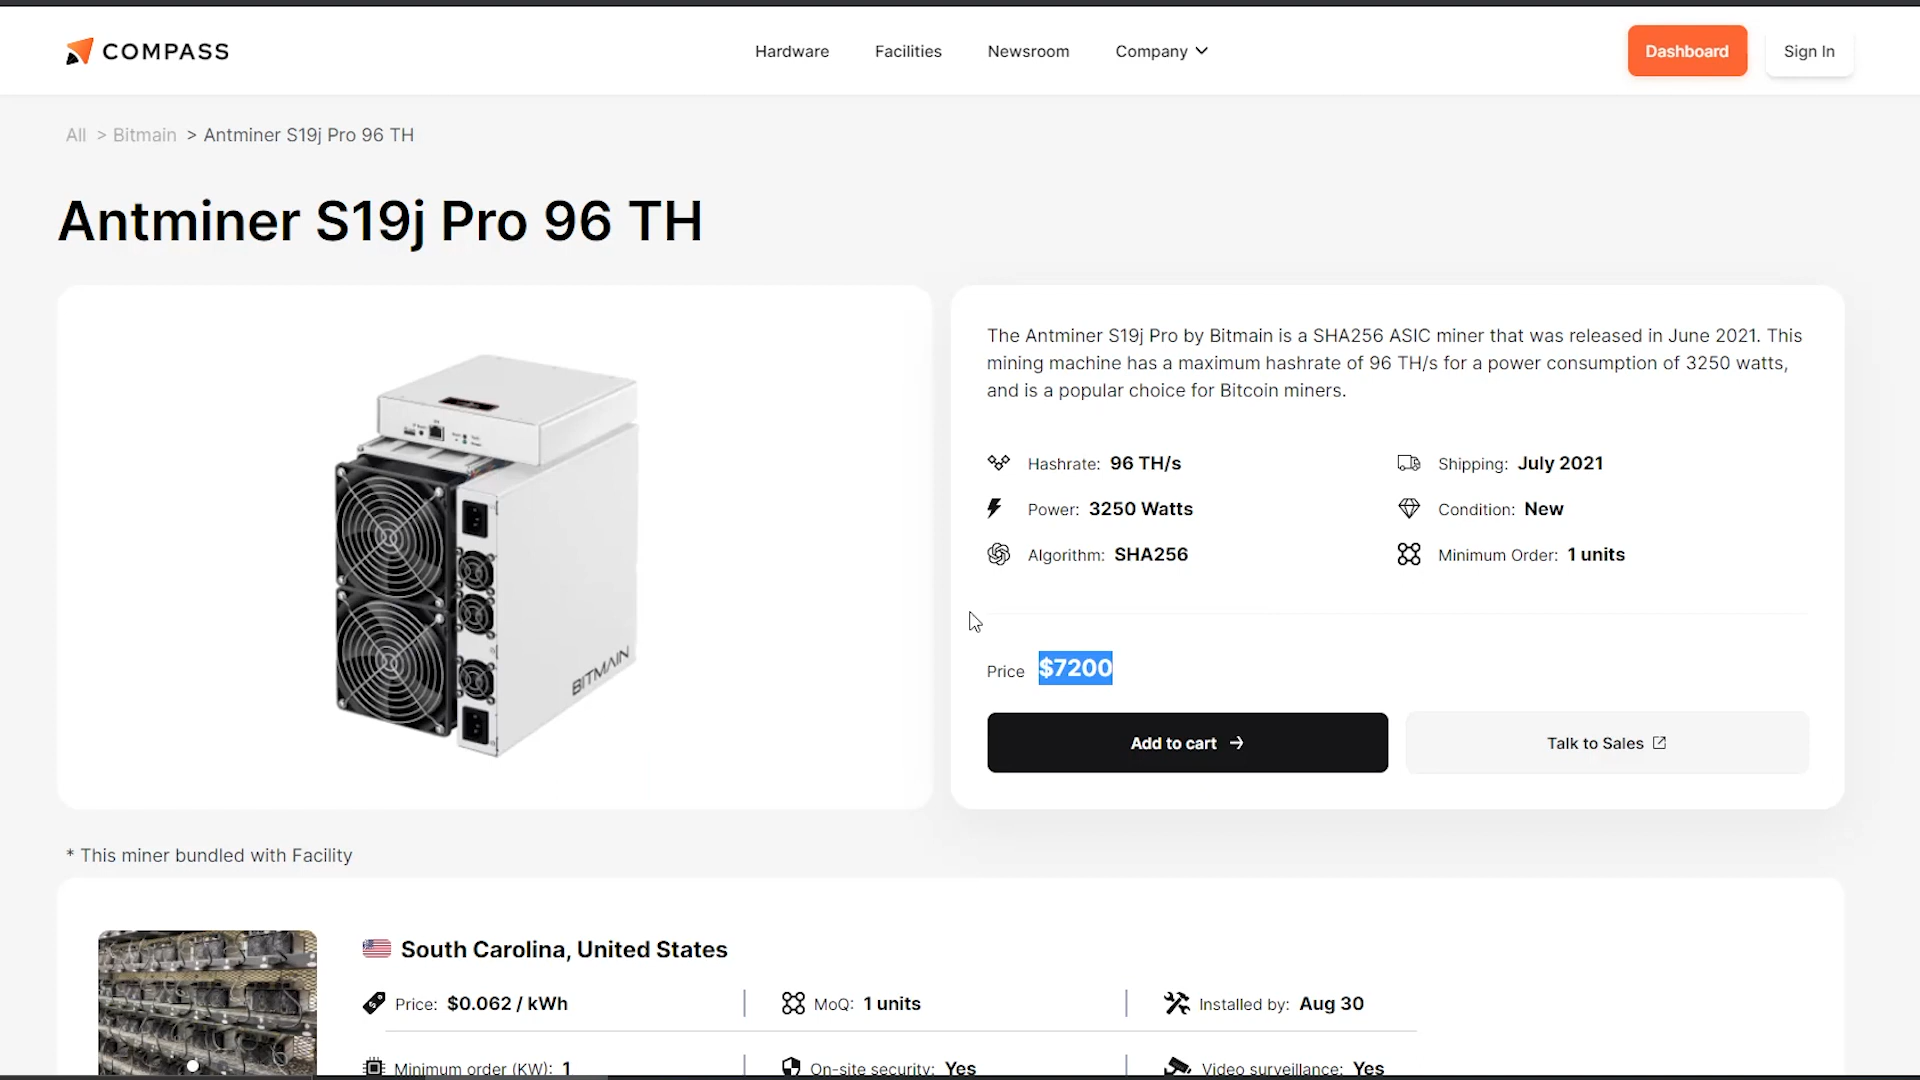 COMPASS
Hardware
Facilities
Newsroom
Company
Dashboard
Sign In
All > Bitmain > Antminer S19j Pro 96 TH
Antminer S19j Pro 96 TH
BITMAIN
The Antminer S19j Pro by Bitmain is a SHA256 ASIC miner that was released in June 2021. This
mining machine has a maximum hashrate of 96 TH/s for a power consumption of 3250 watts,
and is a popular choice for Bitcoin miners.
Hashrate: 96 TH/s
Shipping: July 2021
Power: 3250 Watts
Condition: New
Algorithm: SHA256
Minimum Order: 1 units
Price $7200
Add to cart
Talk to Sales
* This miner bundled with Facility
South Carolina, United States
Price: $0.062 / kWh
MoQ: 1 units
Installed by: Aug 30
Minimum order (KW): 1
On-site security: Yes
Video surveillance: Yes